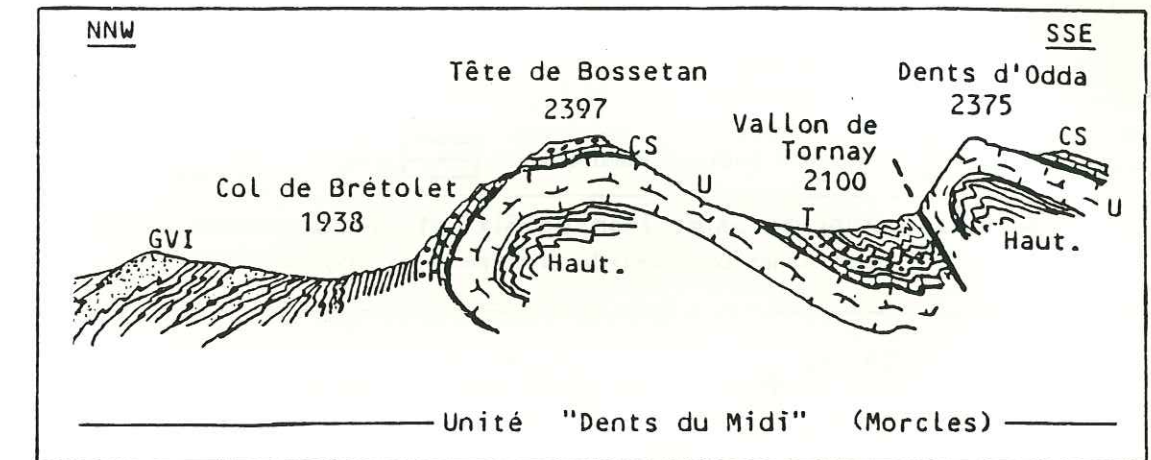 NNW
SSE
Tête de Bossetan
2397
Dents d'Odda
2375
Vallon de
Tornay
2100
Col de Brétolet
1938
GVI
CS
U
T
CS
U
Haut.
Haut.
Unité "Dents du Midi" (Morcles)